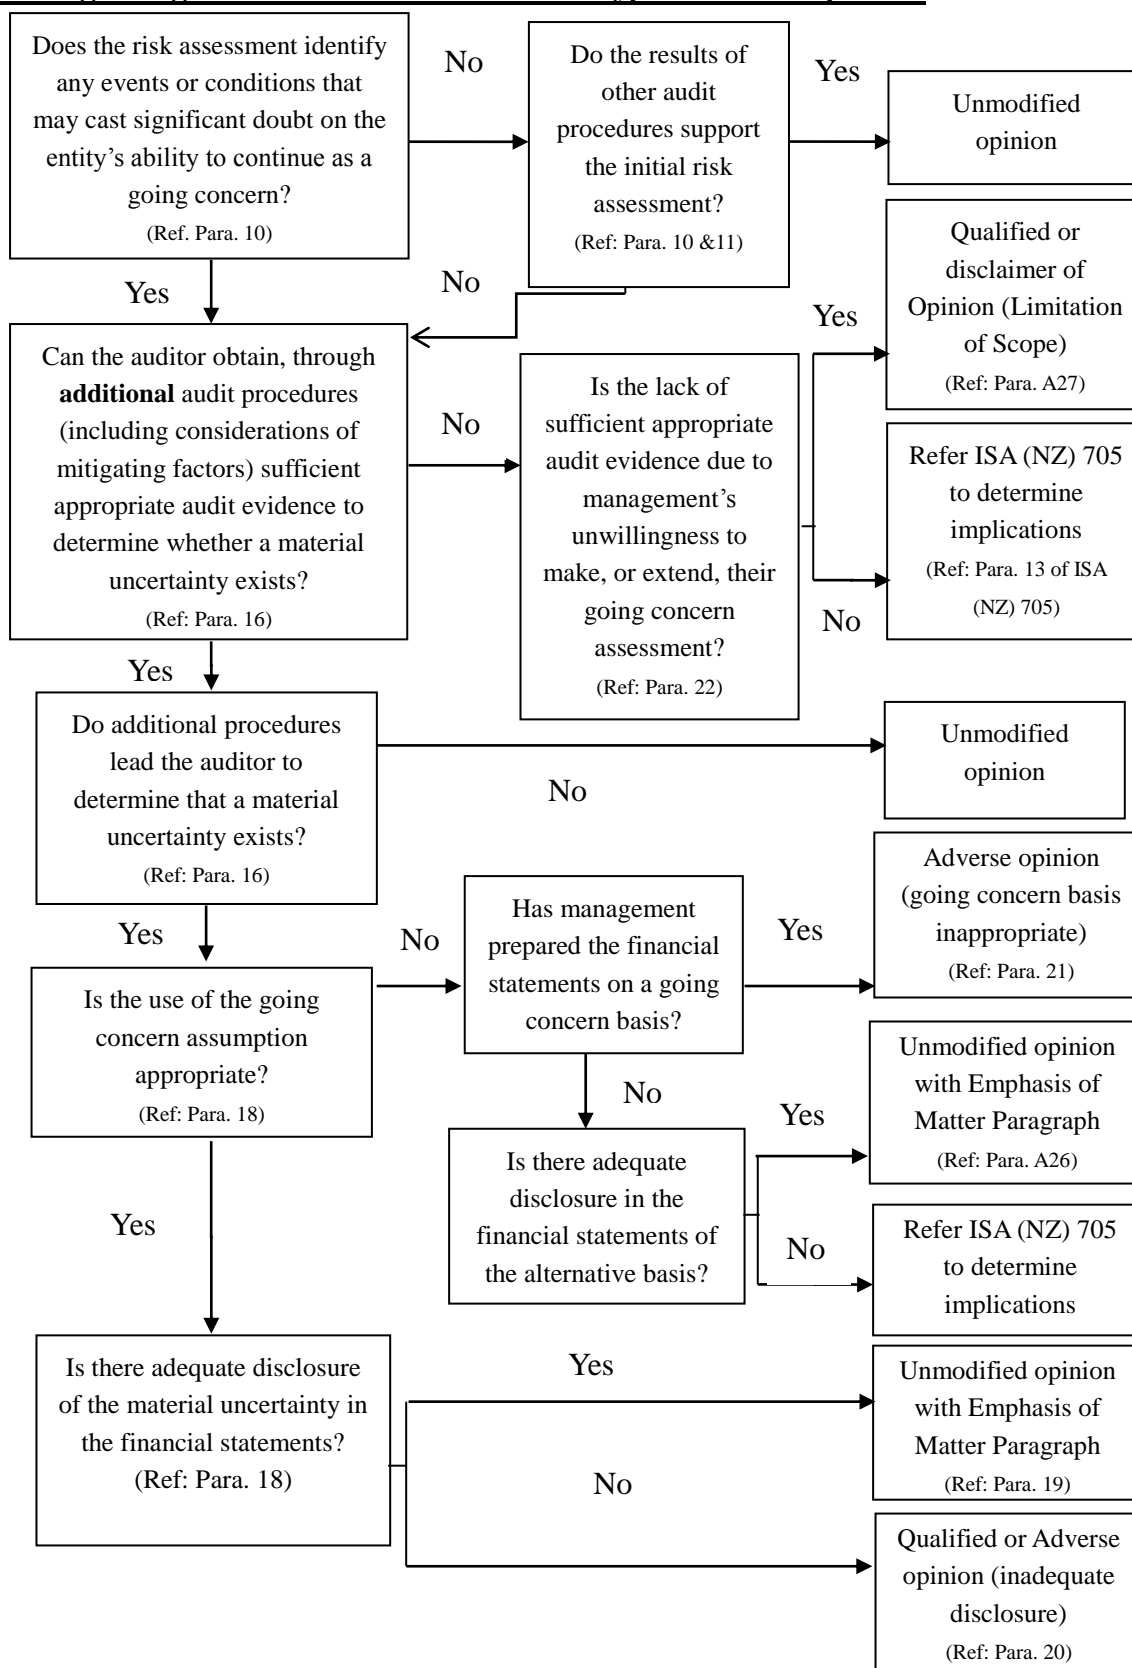 Does the risk assessment identify
any events or conditions that
may cast significant doubt on the
entity’s ability to continue as a
going concern?
(Ref. Para. 10)
No
Do the results of
other audit
procedures support
the initial risk
assessment?
(Ref: Para. 10 &11)
Yes
Unmodified
opinion
Yes
No
Can the auditor obtain, through
additional audit procedures
(including considerations of
mitigating factors) sufficient
appropriate audit evidence to
determine whether a material
uncertainty exists?
(Ref: Para. 16)
No
Is the lack of
sufficient appropriate
audit evidence due to
management’s
unwillingness to
make, or extend, their
going concern
assessment?
(Ref: Para. 22)
Yes
Qualified or
disclaimer of
Opinion (Limitation
of Scope)
(Ref: Para. A27)
No
Refer ISA (NZ) 705
to determine
implications
(Ref: Para. 13 of ISA
(NZ) 705)
Yes
Do additional procedures
lead the auditor to
determine that a material
uncertainty exists?
(Ref: Para. 16)
No
Unmodified
opinion
Yes
Is the use of the going
concern assumption
appropriate?
(Ref: Para. 18)
No
Has management
prepared the financial
statements on a going
concern basis?
Yes
Adverse opinion
(going concern basis
inappropriate)
(Ref: Para. 21)
No
Is there adequate
disclosure in the
financial statements of
the alternative basis?
Yes
Unmodified opinion
with Emphasis of
Matter Paragraph
(Ref: Para. A26)
No
Refer ISA (NZ) 705
to determine
implications
Yes
Is there adequate disclosure
of the material uncertainty in
the financial statements?
(Ref: Para. 18)
Yes
Unmodified opinion
with Emphasis of
Matter Paragraph
(Ref: Para. 19)
No
Qualified or Adverse
opinion (inadequate
disclosure)
(Ref: Para. 20)